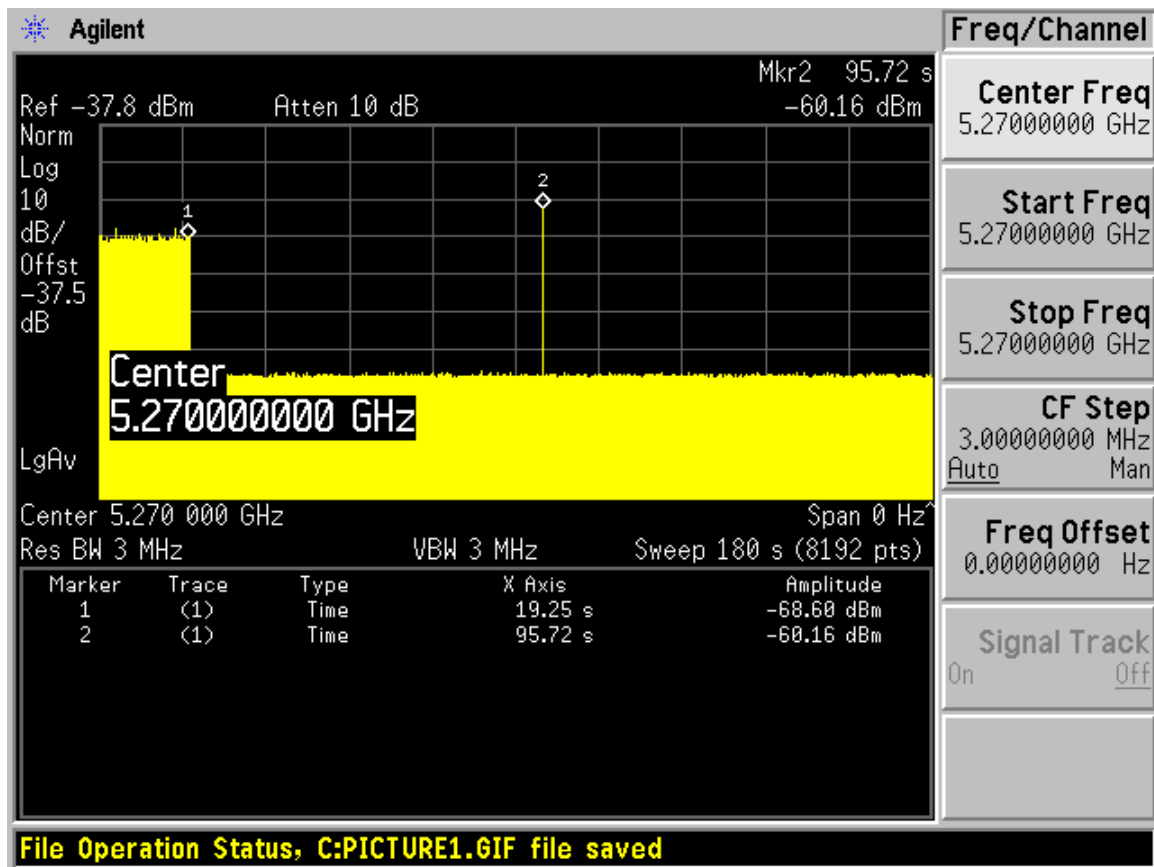 Agilent
Freq/Channel
Mkr2 95.72 s
Ref -37.8 dBm Atten 10 dB -60.16 dBm
Norm
Log
10
dB/
Offst
-37.5
dB
LgAv
1
2
Center
5.270000000 GHz
Center 5.270 000 GHz Span 0 Hz^
Res BW 3 MHz VBW 3 MHz Sweep 180 s (8192 pts)
Marker Trace Type X Axis Amplitude
1 (1) Time 19.25 s -68.60 dBm
2 (1) Time 95.72 s -60.16 dBm
Center Freq
5.27000000 GHz
Start Freq
5.27000000 GHz
Stop Freq
5.27000000 GHz
CF Step
3.00000000 MHz
Auto Man
Freq Offset
0.00000000 Hz
Signal Track
On Off
File Operation Status, C:PICTURE1.GIF file saved